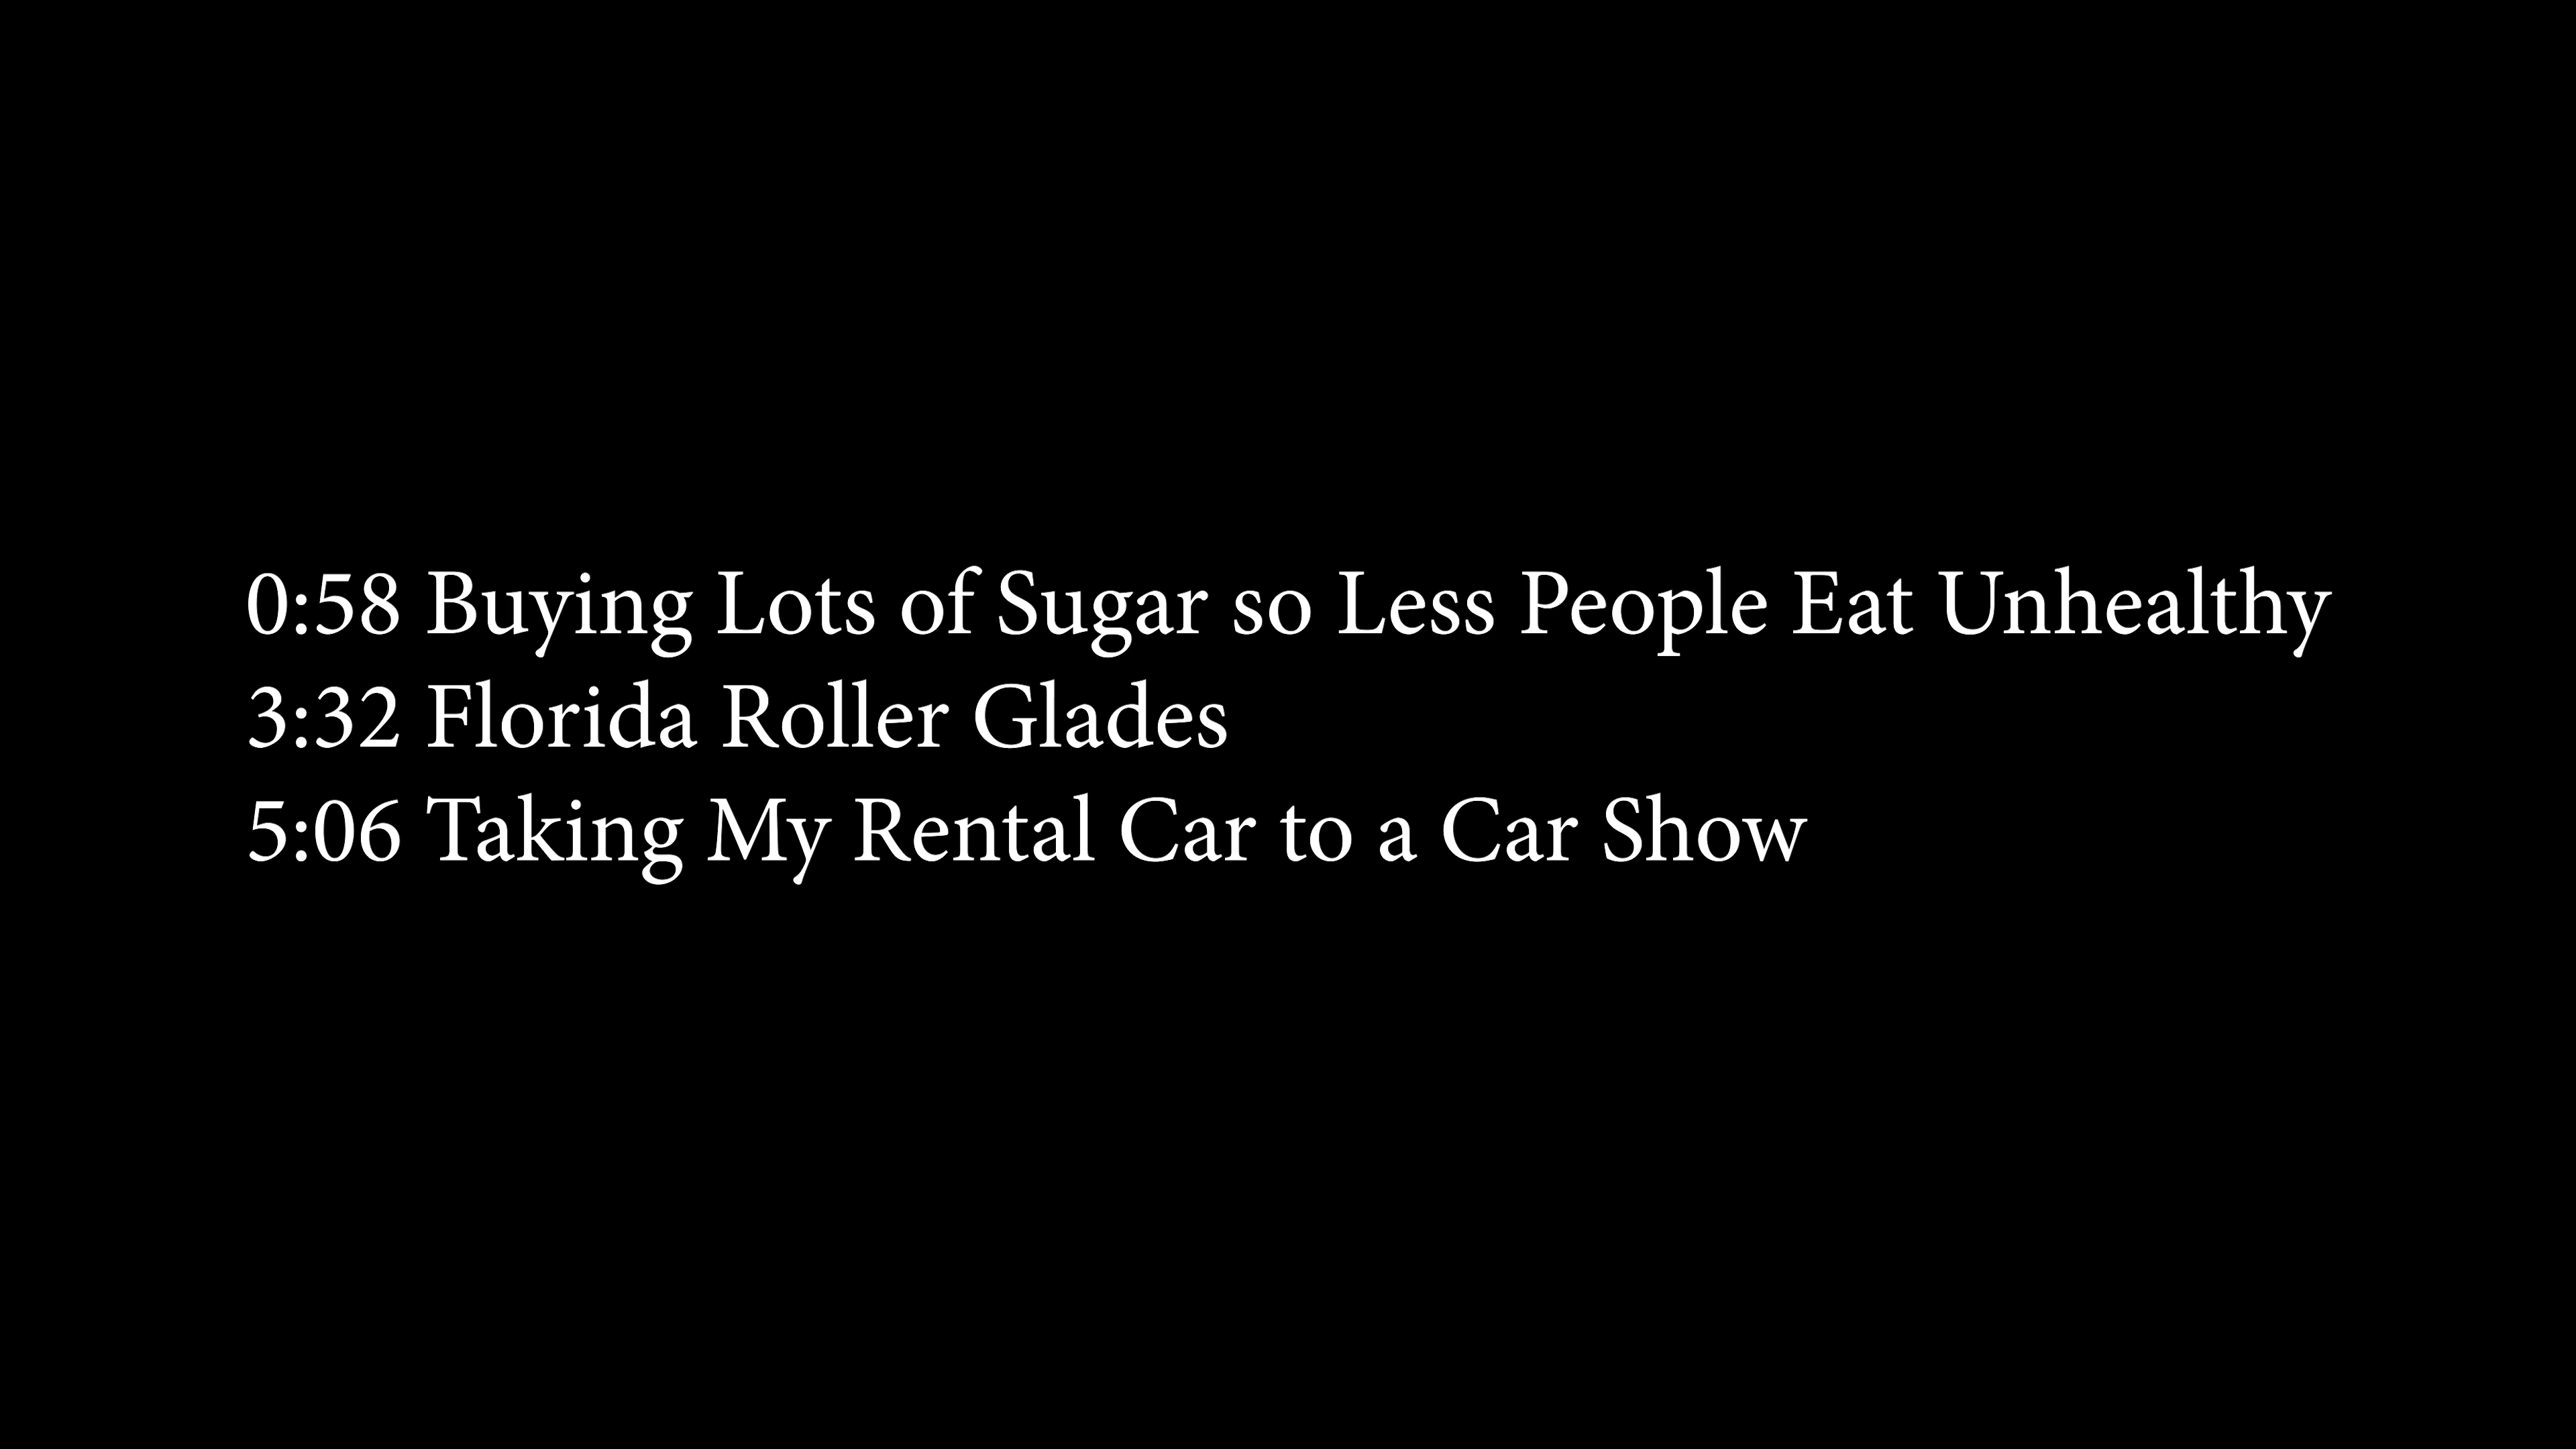 0:58 Buying Lots of Sugar so Less People Eat Unhealthy
3:32 Florida Roller Glades
5:06 Taking My Rental Car to a Car Show